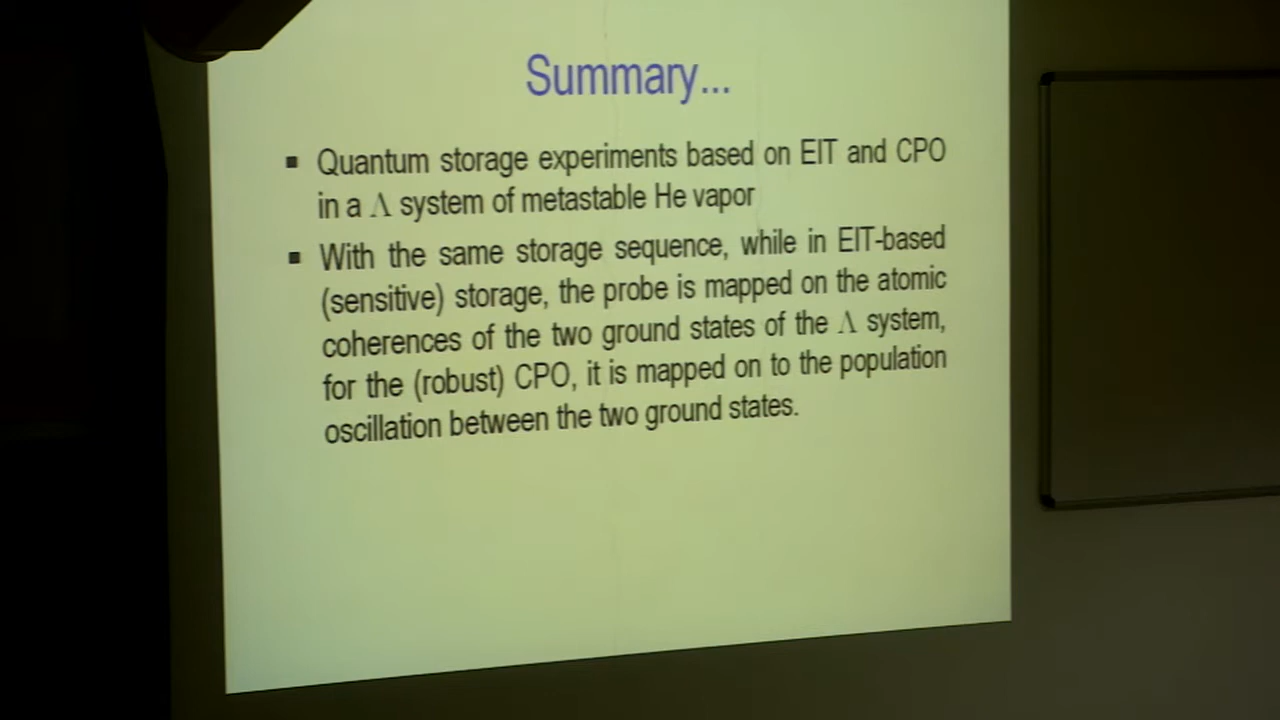 Summary...
▪ Quantum storage experiments based on EIT and CPO
in a Λ system of metastable He vapor
▪ With the same storage sequence, while in EIT-based
(sensitive) storage, the probe is mapped on the atomic
coherences of the two ground states of the Λ system,
for the (robust) CPO, it is mapped on to the population
oscillation between the two ground states.